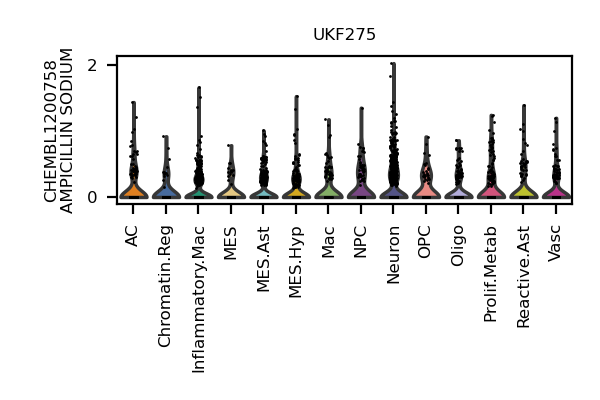 UKF275
CHEMBL1200758
AMPICILLIN SODIUM
2
0
AC
Chromatin.Reg
Inflammatory.Mac
MES
MES.Ast
MES.Hyp
Mac
NPC
Neuron
OPC
Oligo
Prolif.Metab
Reactive.Ast
Vasc